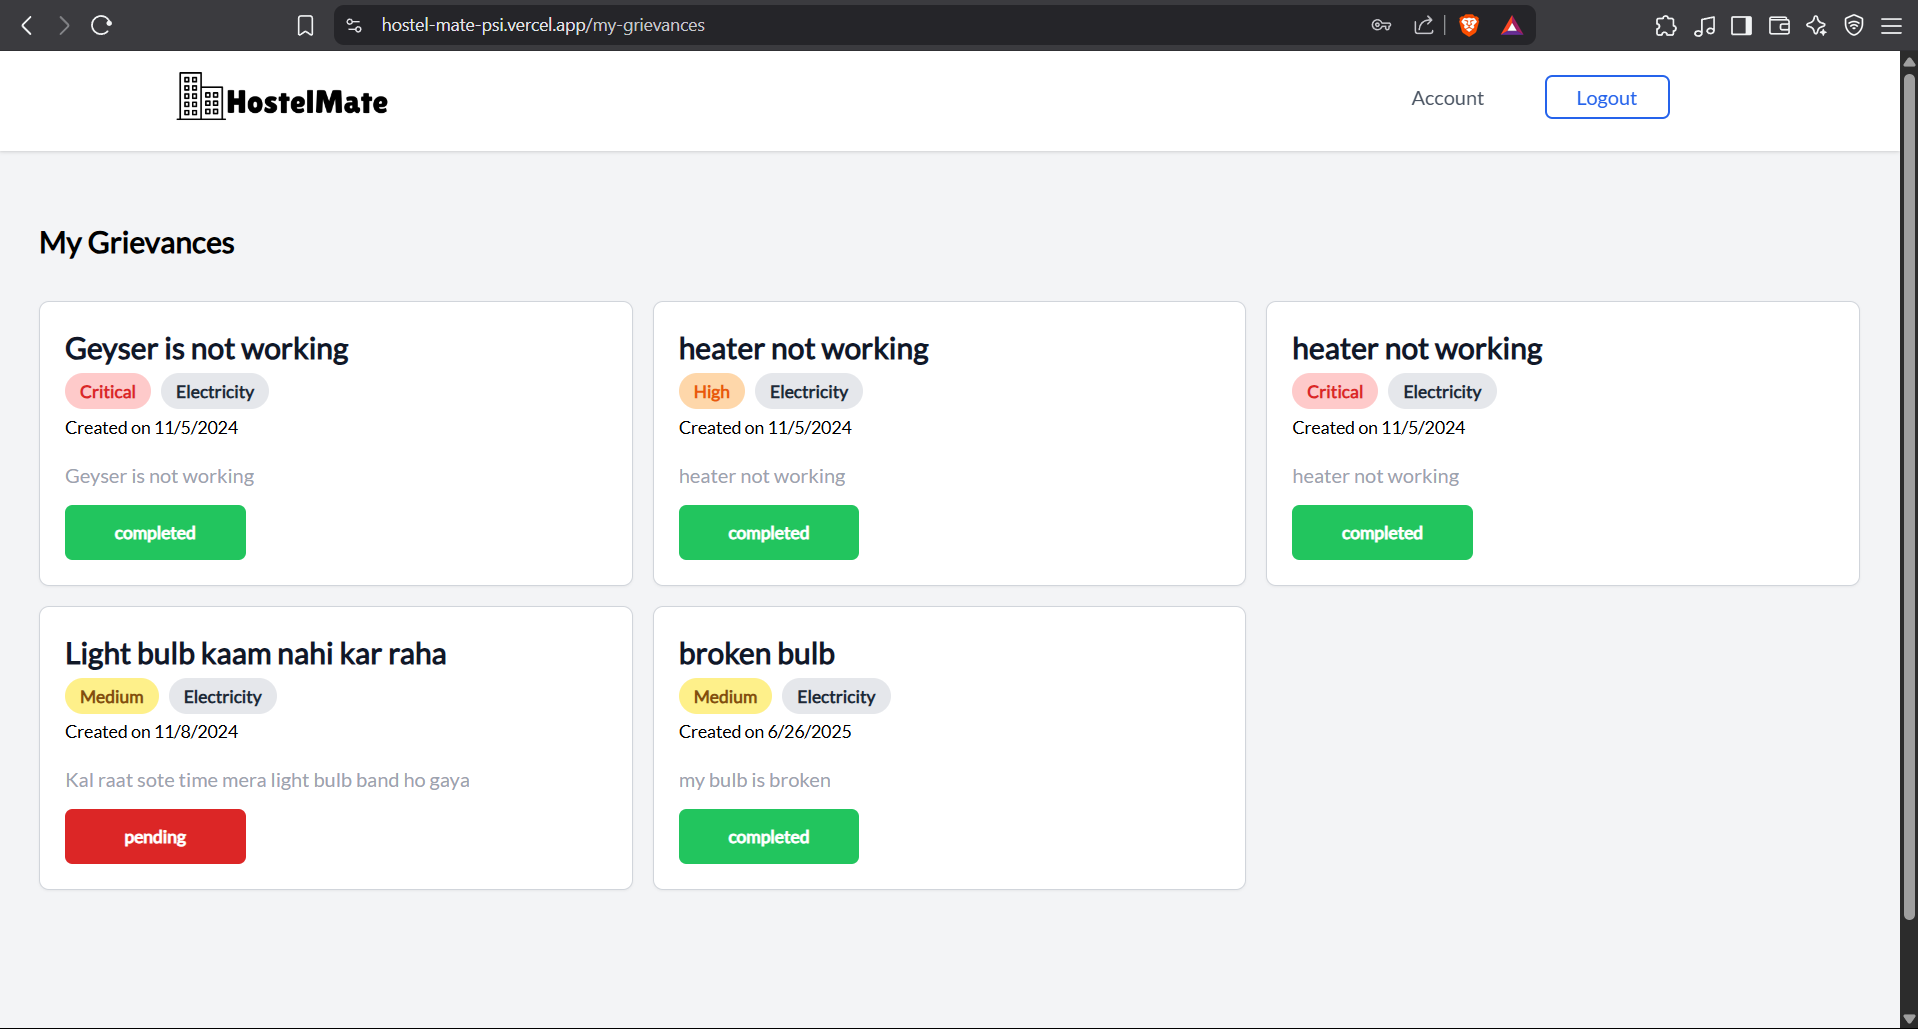 hostel-mate-psi.vercel.app/my-grievances
HostelMate
Account
Logout
My Grievances
Geyser is not working
Critical
Electricity
Created on 11/5/2024
Geyser is not working
completed
heater not working
High
Electricity
Created on 11/5/2024
heater not working
completed
heater not working
Critical
Electricity
Created on 11/5/2024
heater not working
completed
Light bulb kaam nahi kar raha
Medium
Electricity
Created on 11/8/2024
Kal raat sote time mera light bulb band ho gaya
pending
broken bulb
Medium
Electricity
Created on 6/26/2025
my bulb is broken
completed